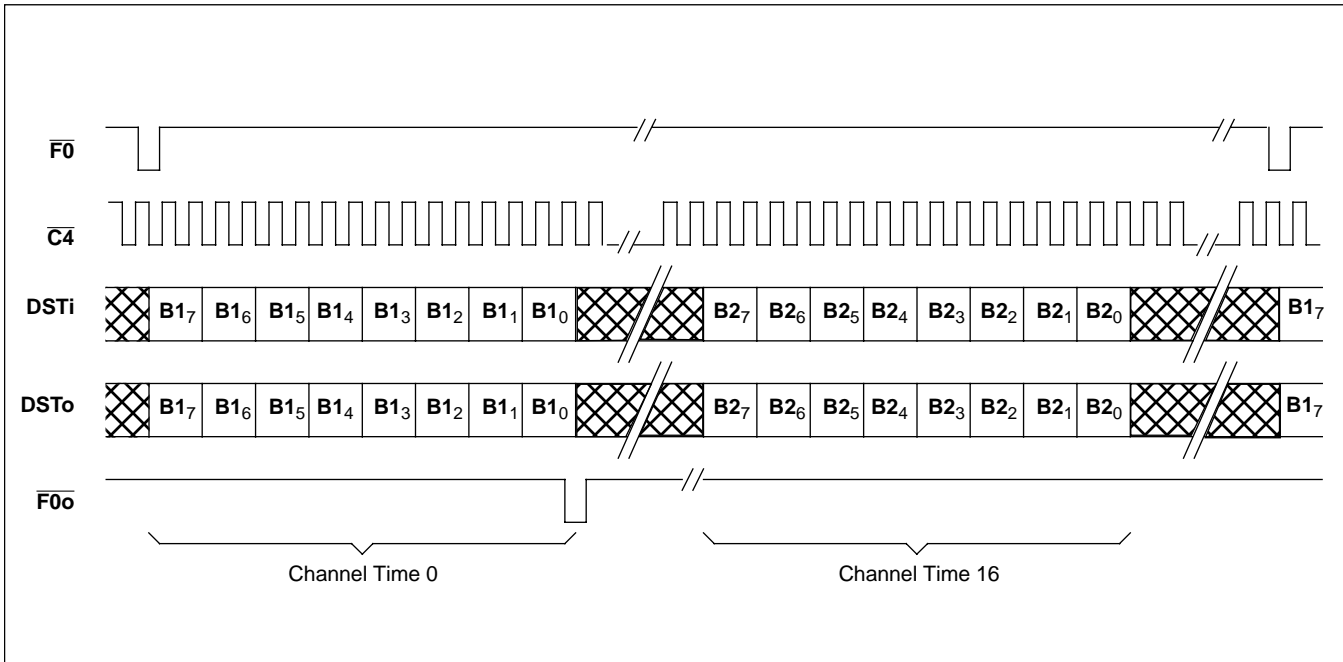 F0
C4
DSTi B17 B16 B15 B14 B13 B12 B11 B10 B27 B26 B25 B24 B23 B22 B21 B20 B17
DSTo B17 B16 B15 B14 B13 B12 B11 B10 B27 B26 B25 B24 B23 B22 B21 B20 B17
F0o
Channel Time 0 Channel Time 16